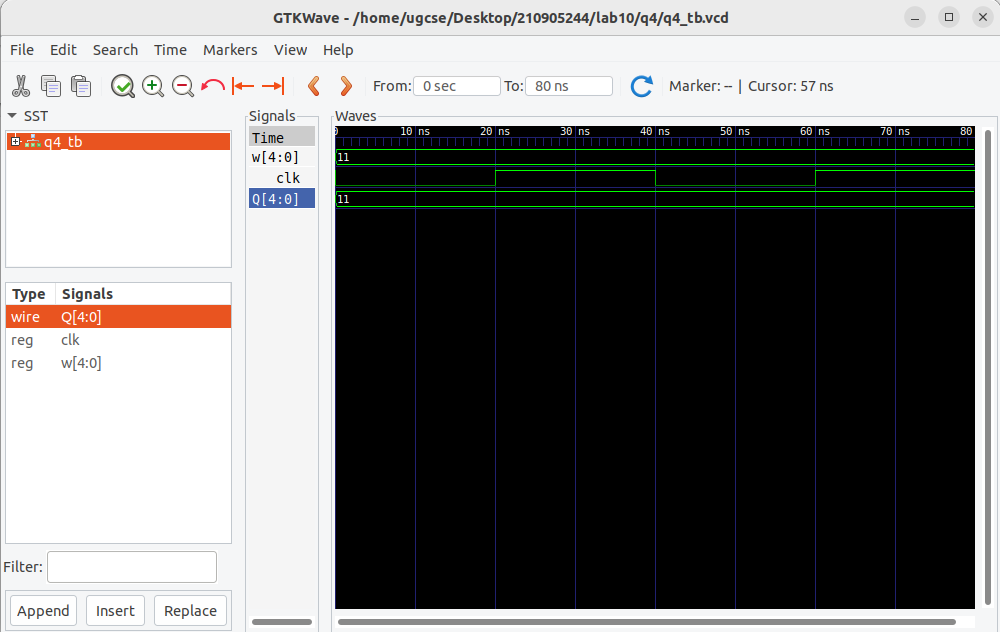 GTKWave - /home/ugcse/Desktop/210905244/lab10/q4/q4_tb.vcd
File Edit Search Time Markers View Help
From: 0 sec To: 80 ns Marker: -- | Cursor: 57 ns
SST
q4_tb
Type Signals
wire Q[4:0]
reg clk
reg w[4:0]
Filter:
Append Insert Replace
Signals
Time
w[4:0]
clk
Q[4:0]
Waves
0 10 ns 20 ns 30 ns 40 ns 50 ns 60 ns 70 ns 80
11
11